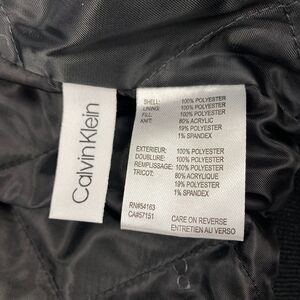 Calvin Klein
SHELL: 100% POLYESTER
LINING: 100% POLYESTER
FILL: 100% POLYESTER
KNIT: 80% ACRYLIC
19% POLYESTER
1% SPANDEX
EXTERIEUR: 100% POLYESTER
DOUBLURE: 100% POLYESTER
REMPLISSAGE: 100% POLYESTER
TRICOT: 80% ACRYLIQUE
19% POLYESTER
1% SPANDEX
RN#54163
CA#57151
CARE ON REVERSE
ENTRETIEN AU VERSO